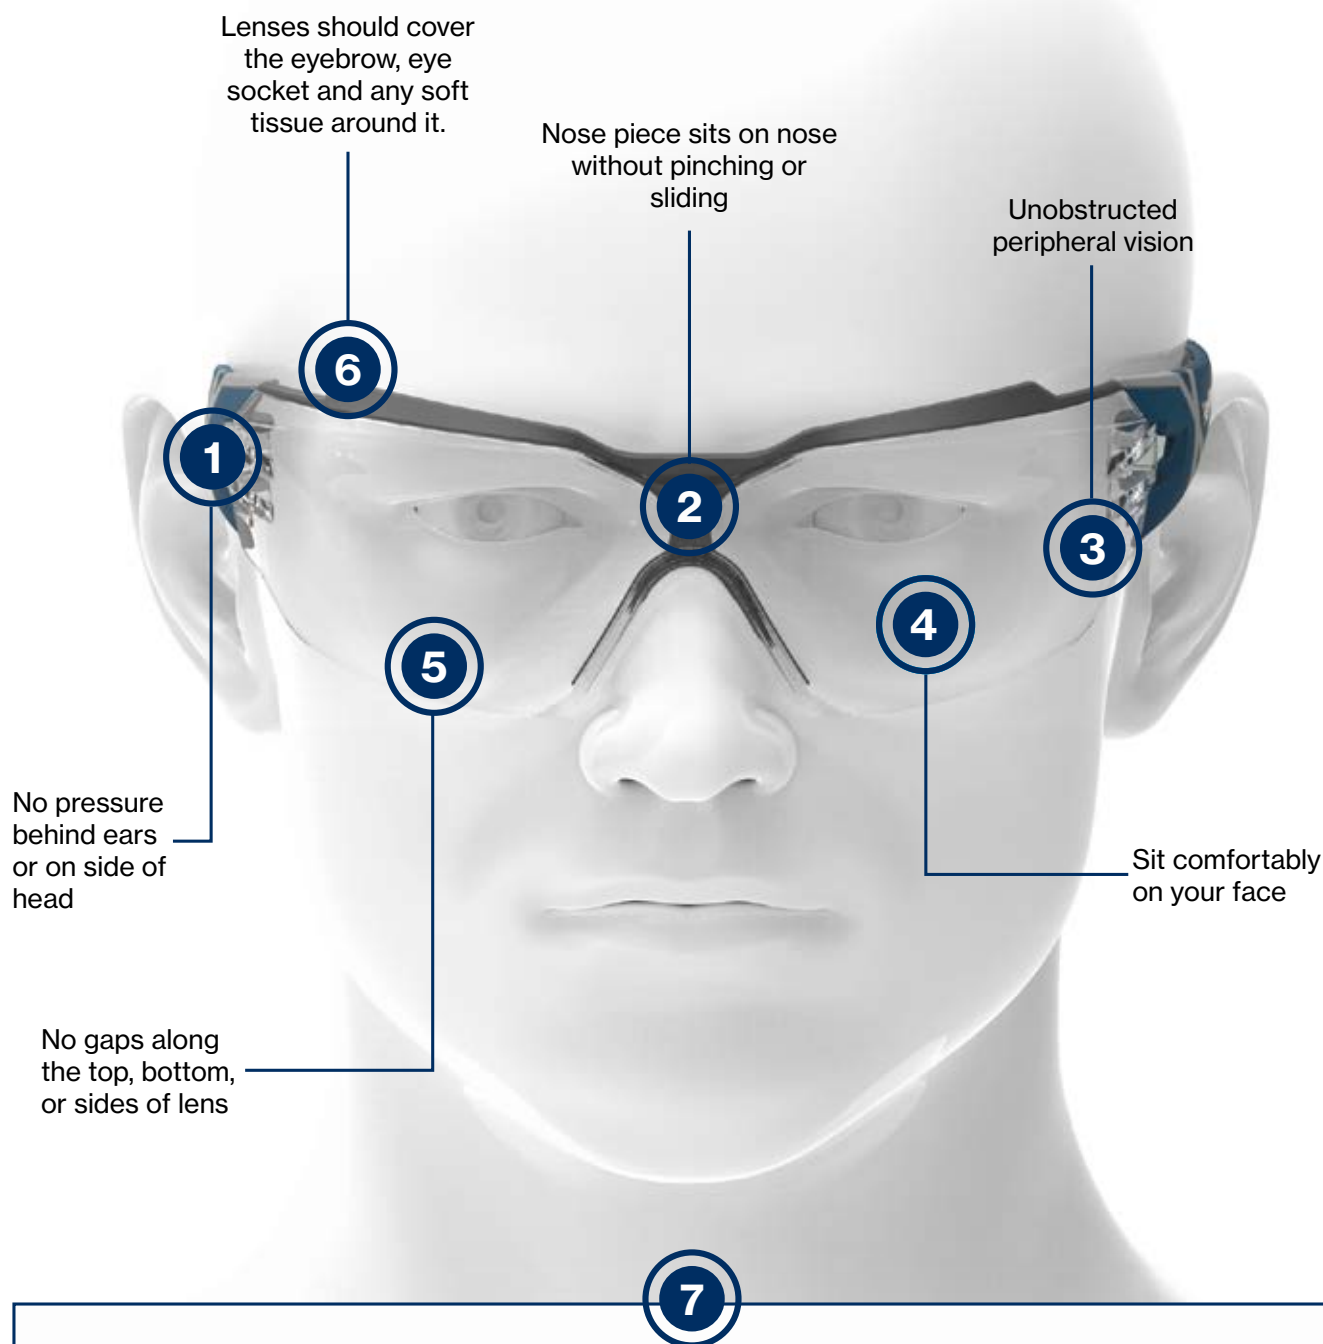 Lenses should cover
the eyebrow, eye
socket and any soft
tissue around it.
Nose piece sits on nose
without pinching or
sliding
Unobstructed
peripheral vision
6
1
2
3
4
5
No pressure
behind ears
or on side of
head
Sit comfortably
on your face
No gaps along
the top, bottom,
or sides of lens
7